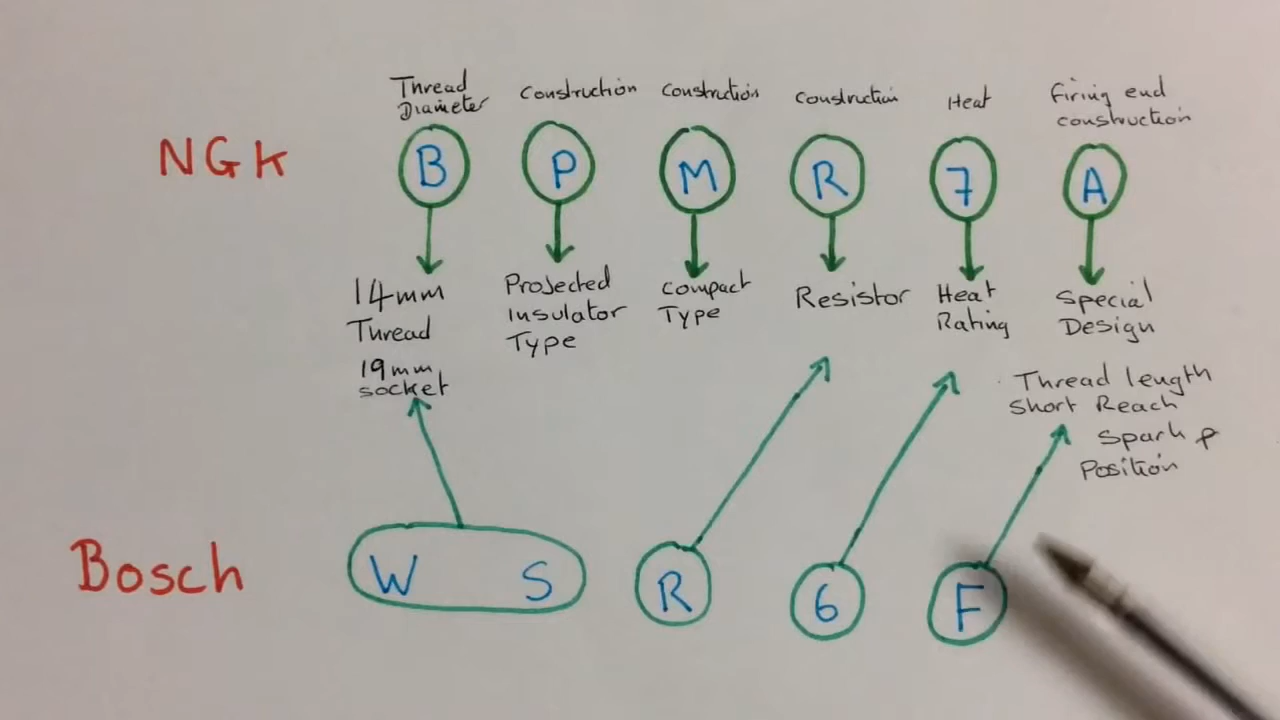 Thread
Diameter
Construction
Construction
Construction
Heat
Firing end
construction
NGK
B
P
M
R
7
A
14mm
Thread
19mm
socket
Projected
Insulator
Type
Compact
Type
Resistor
Heat
Rating
Special
Design
Thread length
Short Reach
Spark P
Position
Bosch
W S
R
6
F